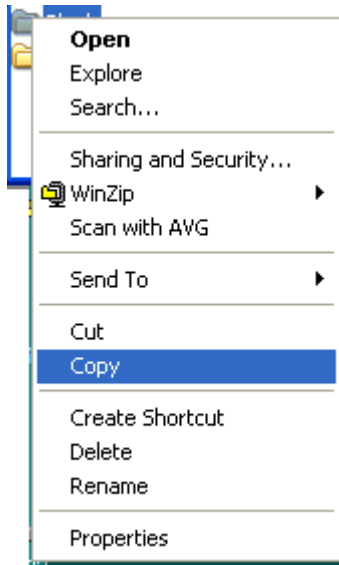 Open
Explore
Search...
Sharing and Security...
WinZip
Scan with AVG
Send To
Cut
Copy
Create Shortcut
Delete
Rename
Properties